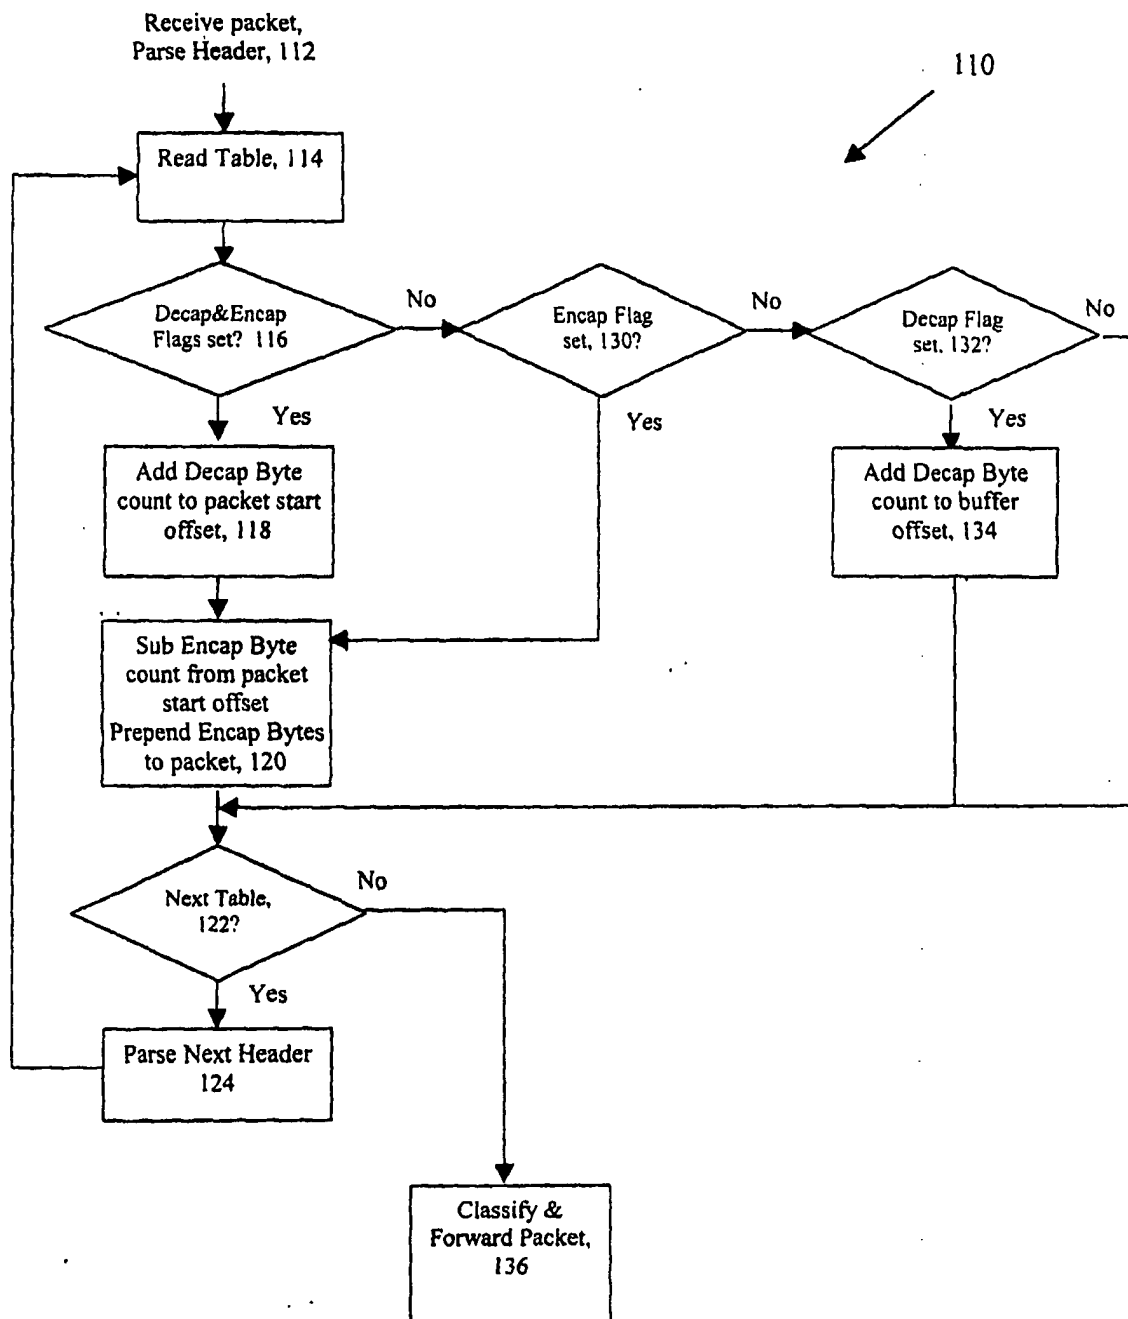 Receive packet,
Parse Header, 112
110
Read Table, 114
Decap&Encap
Flags set? 116
No
Encap Flag
set, 130?
No
Decap Flag
set, 132?
No
Yes
Yes
Yes
Add Decap Byte
count to packet start
offset, 118
Add Decap Byte
count to buffer
offset, 134
Sub Encap Byte
count from packet
start offset
Prepend Encap Bytes
to packet, 120
Next Table,
122?
No
Yes
Parse Next Header
124
Classify &
Forward Packet,
136